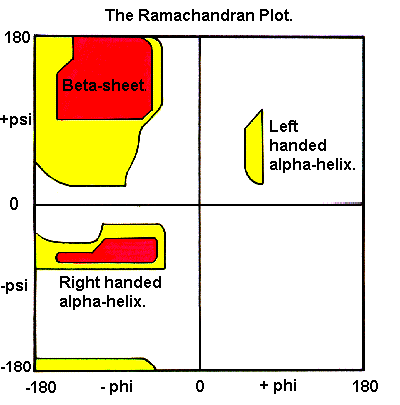 The Ramachandran Plot.
180
Beta-sheet
+psi
Left
handed
alpha-helix.
0
-psi
Right handed
alpha-helix.
-180
-180
- phi
0
+ phi
180